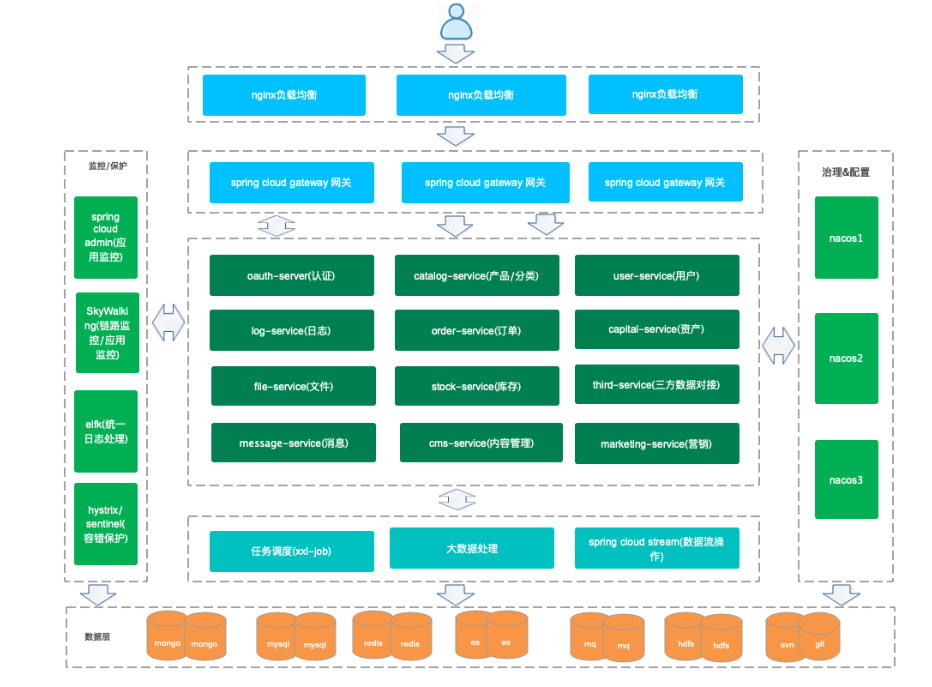 nginx负载均衡
nginx负载均衡
nginx负载均衡
监控/保护
spring
cloud
admin(应
用监控)
SkyWalki
ng(链路监
控/应用
监控)
elfk(统一
日志处理)
hystrix/
sentinel(
容错保护)
spring cloud gateway 网关
spring cloud gateway 网关
spring cloud gateway 网关
oauth-server(认证)
catalog-service(产品/分类)
user-service(用户)
log-service(日志)
order-service(订单)
capital-service(资产)
file-service(文件)
stock-service(库存)
third-service(三方数据对接)
message-service(消息)
cms-service(内容管理)
marketing-service(营销)
任务调度(xxl-job)
大数据处理
spring cloud stream(数据流操
作)
治理&配置
nacos1
nacos2
nacos3
数据层
mongo
mongo
mysql
mysql
redis
redis
es
es
mq
mq
hdfs
hdfs
svn
git